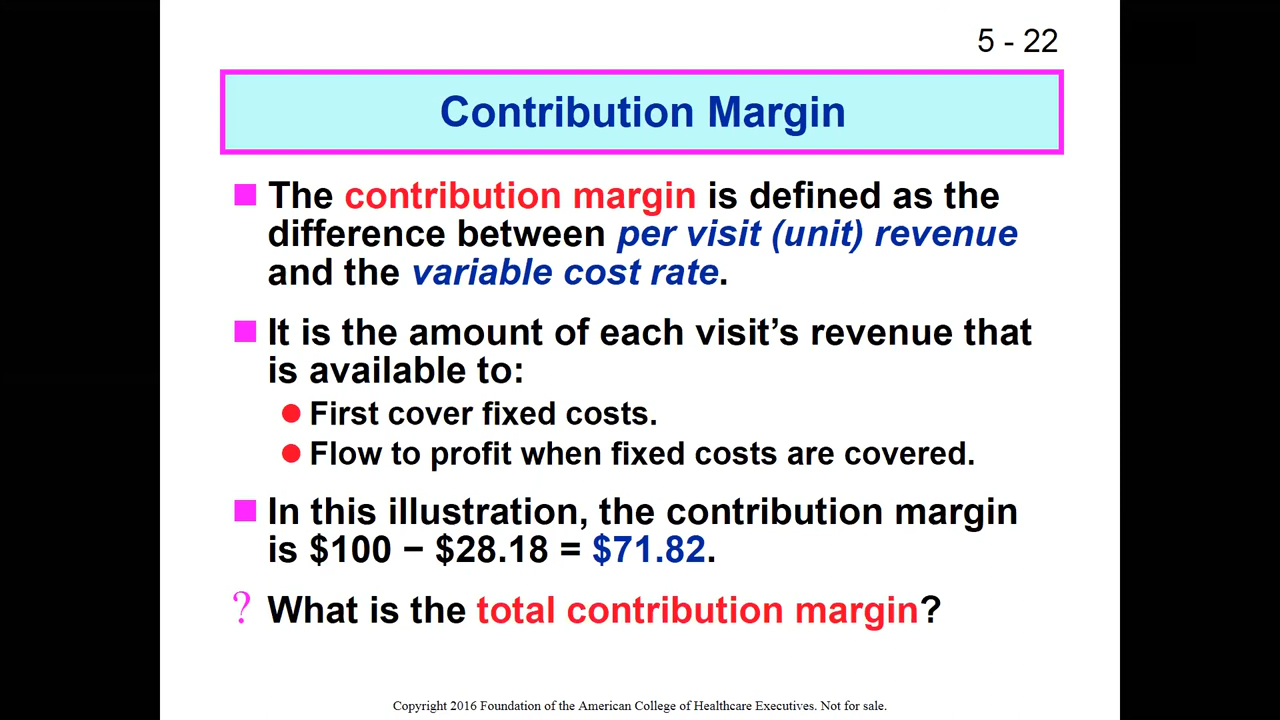 5 - 22
Contribution Margin
The contribution margin is defined as the
difference between per visit (unit) revenue
and the variable cost rate.
It is the amount of each visit’s revenue that
is available to:
First cover fixed costs.
Flow to profit when fixed costs are covered.
In this illustration, the contribution margin
is $100 − $28.18 = $71.82.
? What is the total contribution margin?
Copyright 2016 Foundation of the American College of Healthcare Executives. Not for sale.